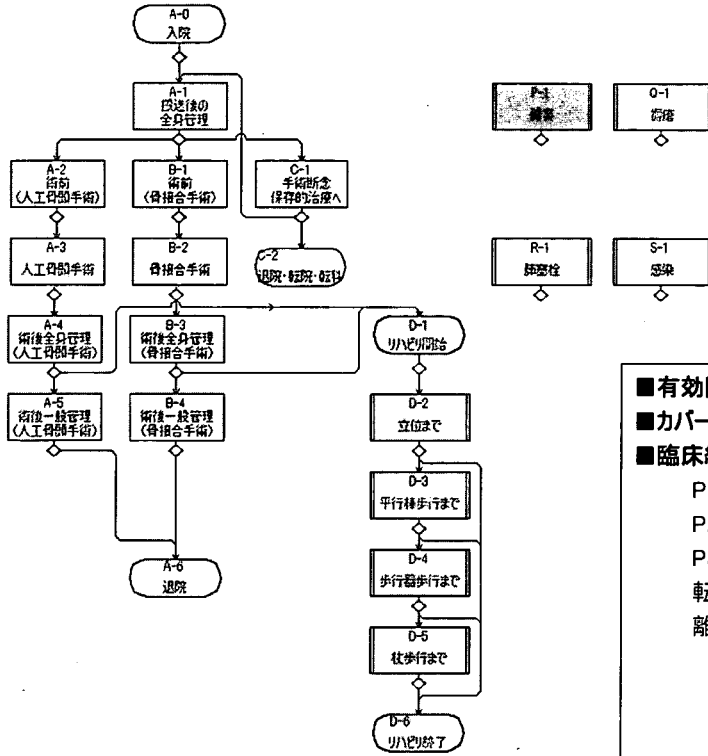 A-0
入院
A-1
搬送後の
全身管理
A-2
術前
(人工骨頭手術)
B-1
術前
(骨接合手術)
C-1
手術断念
保存的治療へ
A-3
人工骨頭手術
B-2
骨接合手術
C-2
退院・転院・転科
A-4
術後全身管理
(人工骨頭手術)
B-3
術後全身管理
(骨接合手術)
A-5
術後一般管理
(人工骨頭手術)
B-4
術後一般管理
(骨接合手術)
A-6
退院
D-1
リハビリ開始
D-2
立位まで
D-3
平行棒歩行まで
D-4
歩行器歩行まで
D-5
杖歩行まで
D-6
リハビリ終了
P-1
Q-1
褥瘡
R-1
肺塞栓
S-1
感染
■有効
■カバー
■臨床
P
P
P
転
離